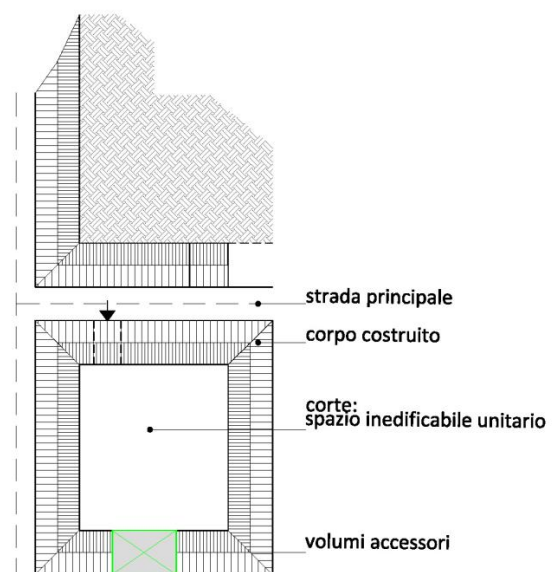 strada principale
corpo costruito
corte:
spazio inedificabile unitario
volumi accessori